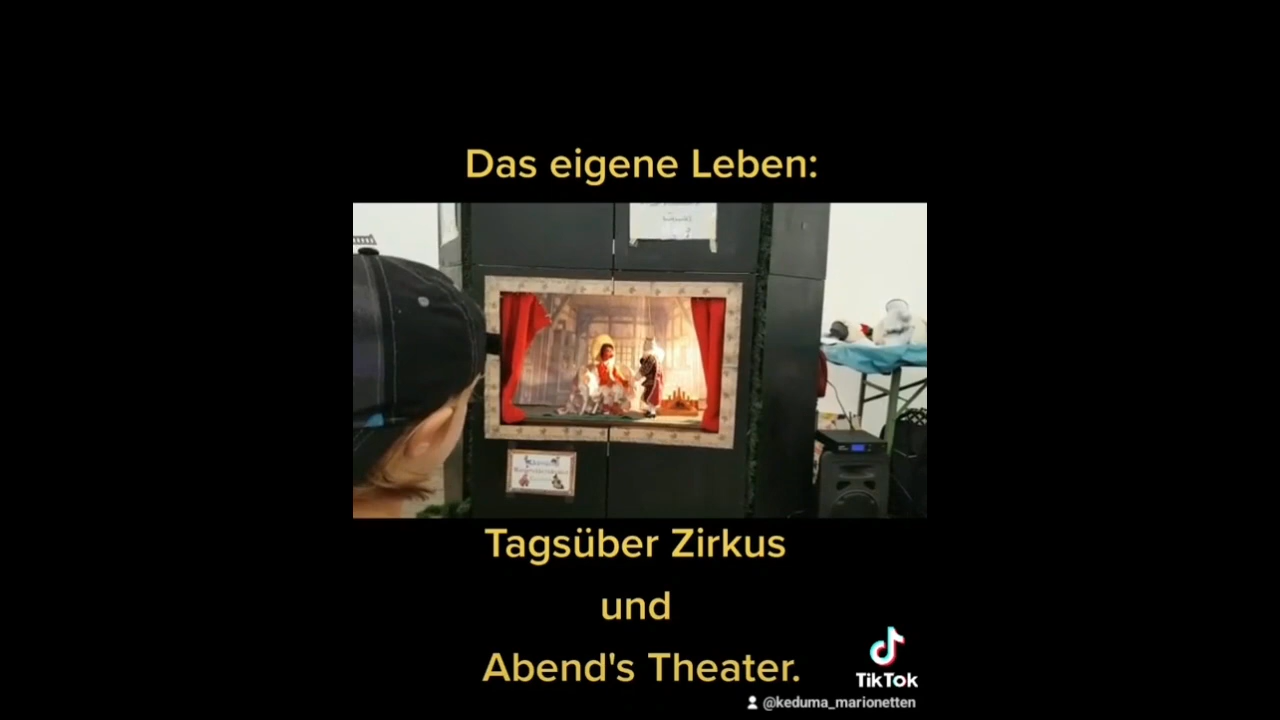 Das eigene Leben:
Tagsüber Zirkus
und
Abend's Theater.
TikTok
@keduma_marionetten